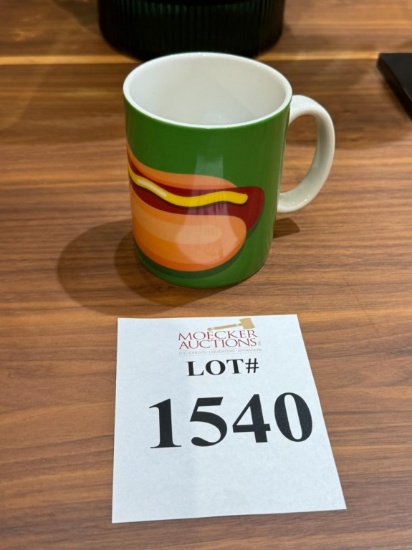 MOECKER
AUCTIONS
LOT#
1540